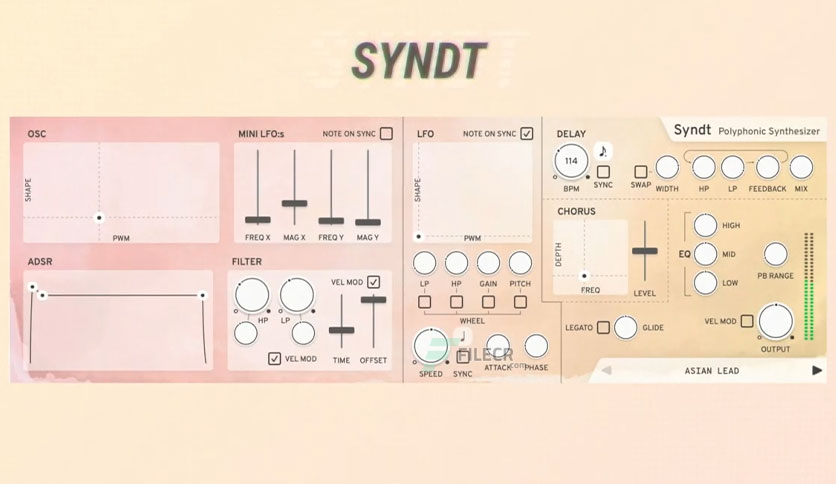 SYNDT
OSC
SHAPE
PWM
MINI LFO:s
NOTE ON SYNC
FREQ X MAG X FREQ Y MAG Y
LFO
NOTE ON SYNC
SHAPE
PWM
DELAY
114
BPM
SYNC
Syndt Polyphonic Synthesizer
SWAP WIDTH HP LP FEEDBACK MIX
CHORUS
DEPTH
FREQ
LEVEL
EQ
HIGH
MID
LOW
PB RANGE
ADSR
FILTER
HP LP
VEL MOD
VEL MOD
TIME OFFSET
LP HP GAIN PITCH
WHEEL
SPEED SYNC ATTACK PHASE
FILECR
.com
LEGATO GLIDE
VEL MOD
OUTPUT
ASIAN LEAD